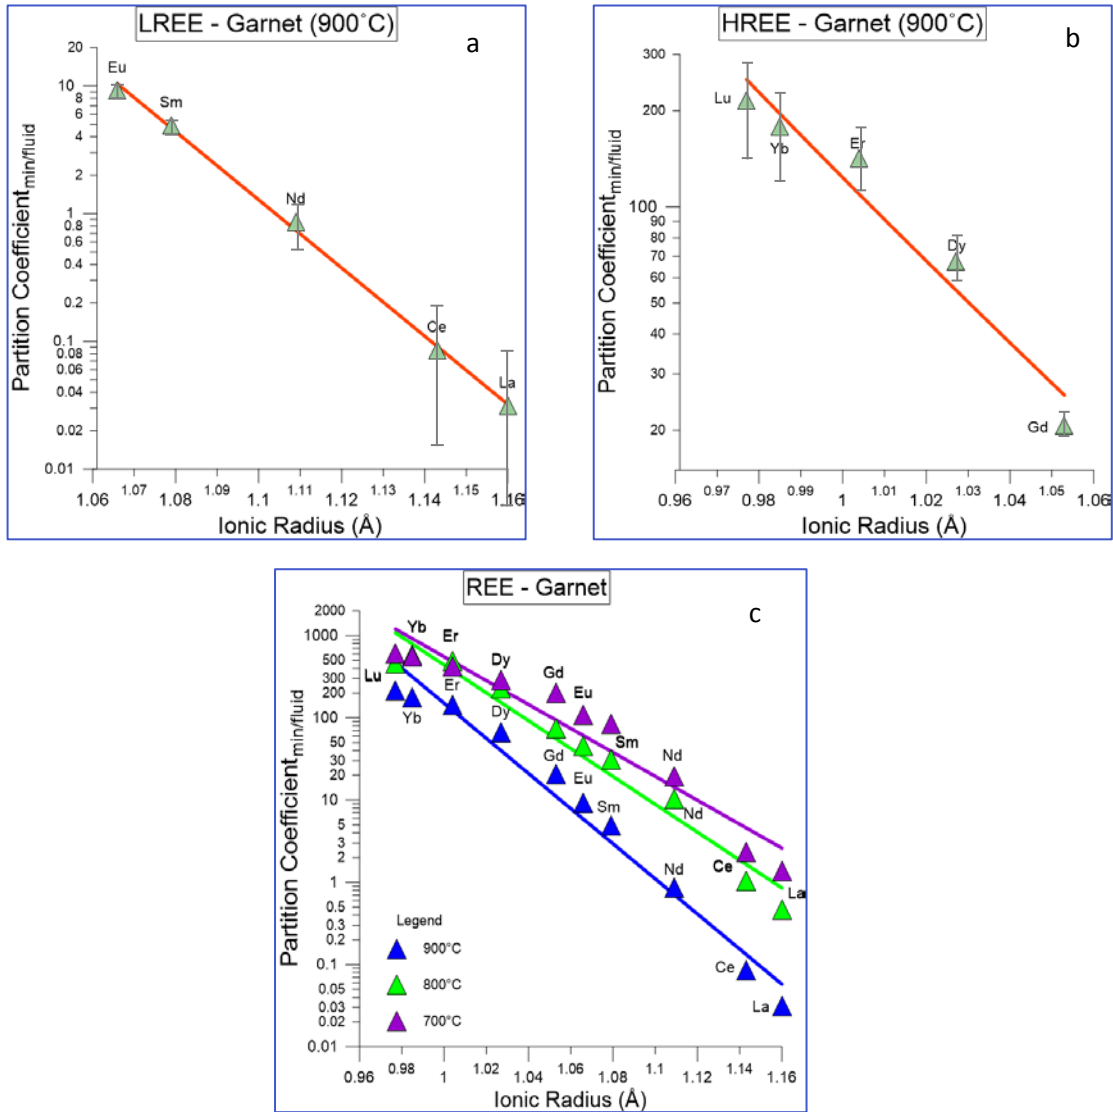 LREE - Garnet (900˚C)
a
20
10
8
6
4
2
1
0.8
0.6
0.4
0.2
0.1
0.08
0.06
0.04
0.02
0.01
Partition Coefficient min/fluid
Eu
Sm
Nd
Ce
La
1.06 1.07 1.08 1.09 1.1 1.11 1.12 1.13 1.14 1.15 1.16
Ionic Radius (Å)
HREE - Garnet (900˚C)
b
300
200
100
90
80
70
60
50
40
30
20
Partition Coefficient min/fluid
Lu
Yb
Er
Dy
Gd
0.96 0.97 0.98 0.99 1 1.01 1.02 1.03 1.04 1.05 1.06
Ionic Radius (Å)
REE - Garnet
c
2000
1000
500
300
200
100
50
30
20
10
5
3
2
1
0.5
0.3
0.2
0.1
0.05
0.03
0.02
0.01
Partition Coefficient min/fluid
Yb
Er
Dy
Gd
Eu
Lu
Er
Yb
Dy
Sm
Nd
Gd
Eu
Sm
Nd
Nd
Ce
La
Ce
La
Legend
900°C
800°C
700°C
0.96 0.98 1 1.02 1.04 1.06 1.08 1.1 1.12 1.14 1.16
Ionic Radius (Å)